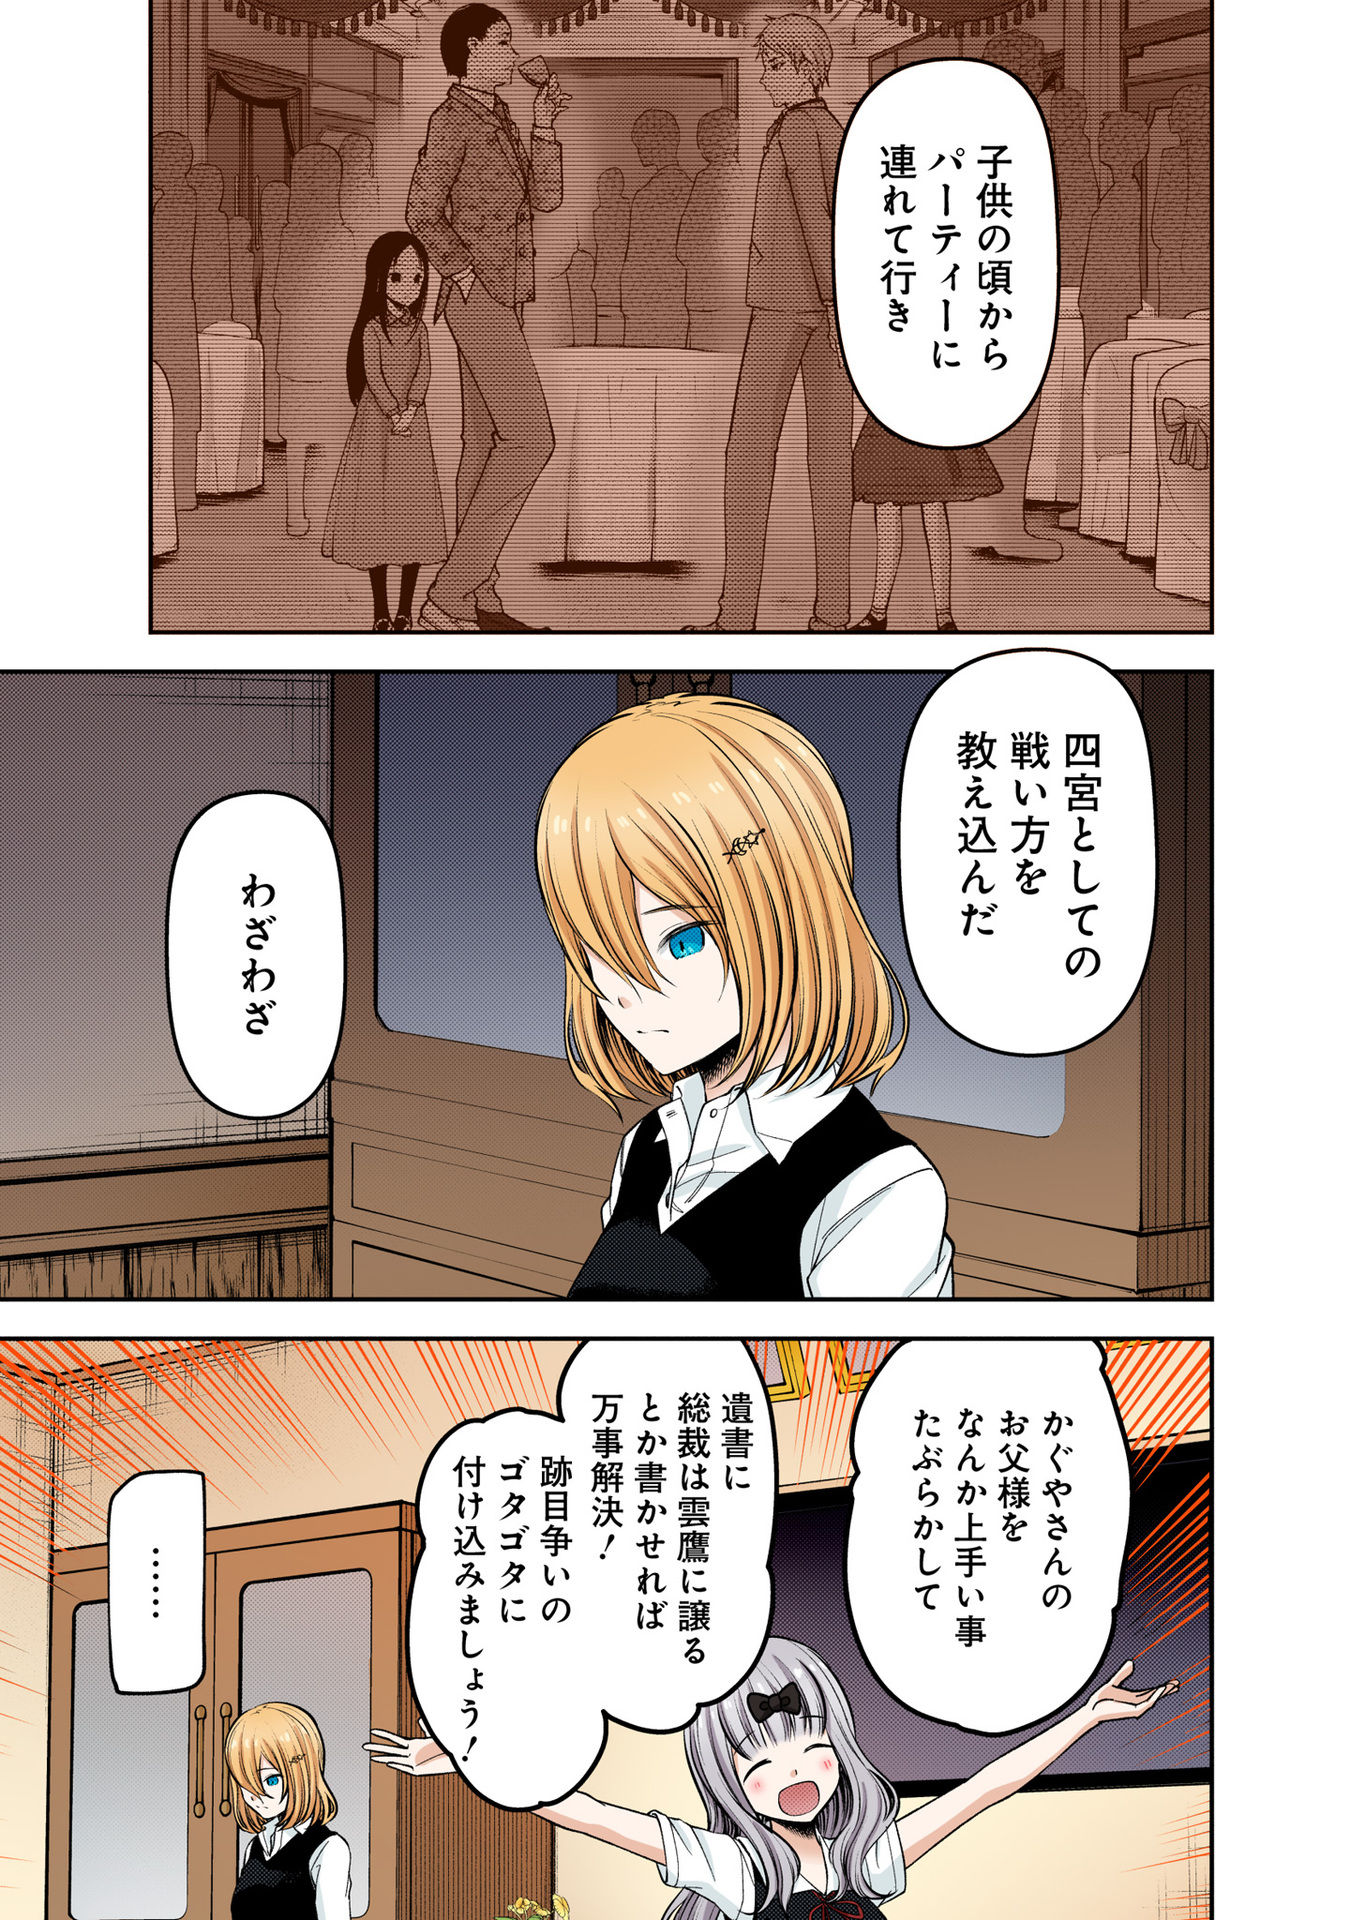 子供の頃から
パーティーに
連れて行き
四宮としての
戦い方を
教え込んだ
わざわざ
かぐやさんの
お父様を
なんか上手い事
たぶらかして
遺書に
総裁は雲鷹に譲る
とか書かせれば
万事解決！
跡目争いの
ゴタゴタに
付け込みましょう！
……